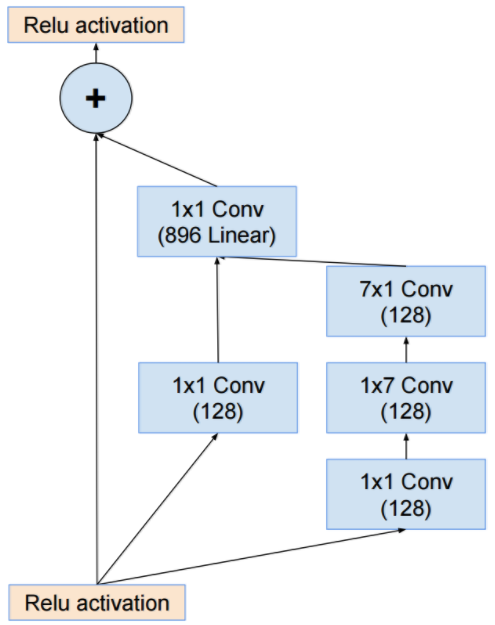 Relu activation
+
1x1 Conv
(896 Linear)
7x1 Conv
(128)
1x1 Conv
(128)
1x7 Conv
(128)
1x1 Conv
(128)
Relu activation